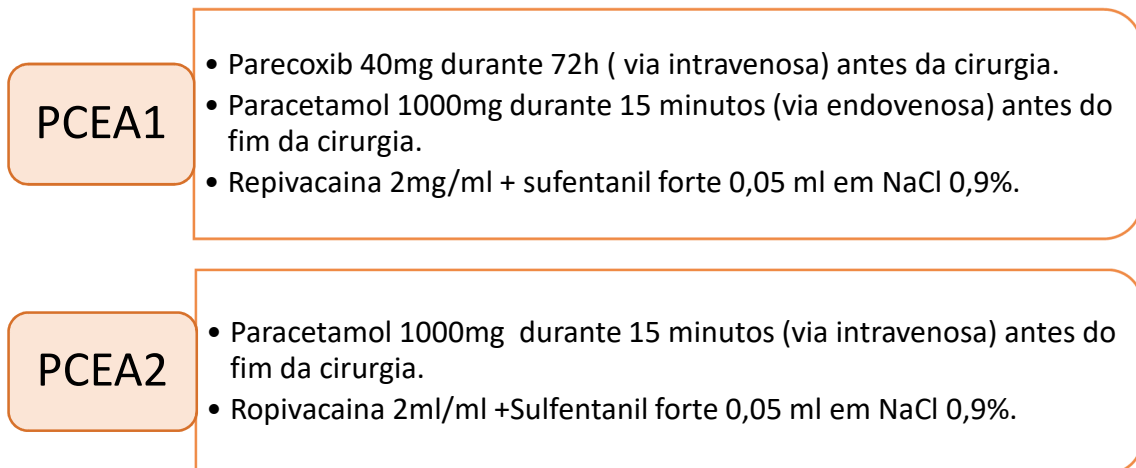 PCEA1
• Parecoxib 40mg durante 72h ( via intravenosa) antes da cirurgia.
• Paracetamol 1000mg durante 15 minutos (via endovenosa) antes do
fim da cirurgia.
• Repivacaina 2mg/ml + sufentanil forte 0,05 ml em NaCl 0,9%.
PCEA2
• Paracetamol 1000mg  durante 15 minutos (via intravenosa) antes do
fim da cirurgia.
• Ropivacaina 2ml/ml +Sulfentanil forte 0,05 ml em NaCl 0,9%.